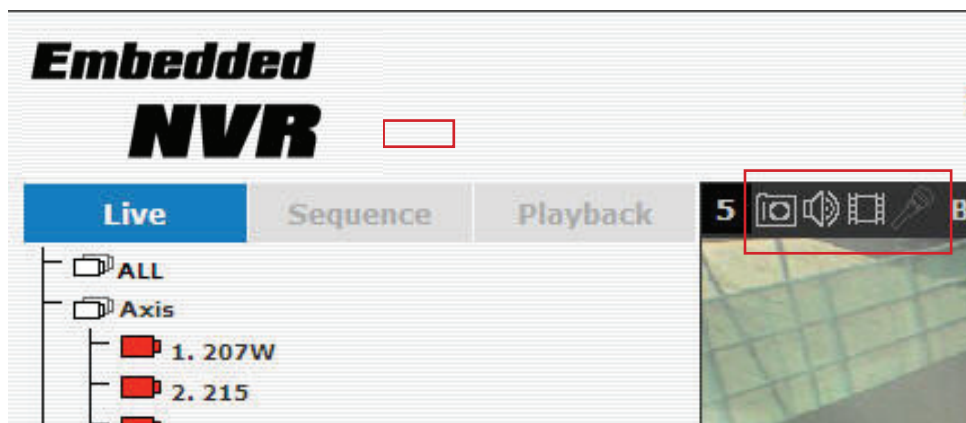 Embedded
NVR
Live Sequence Playback 5
ALL
Axis
1. 207W
2. 215